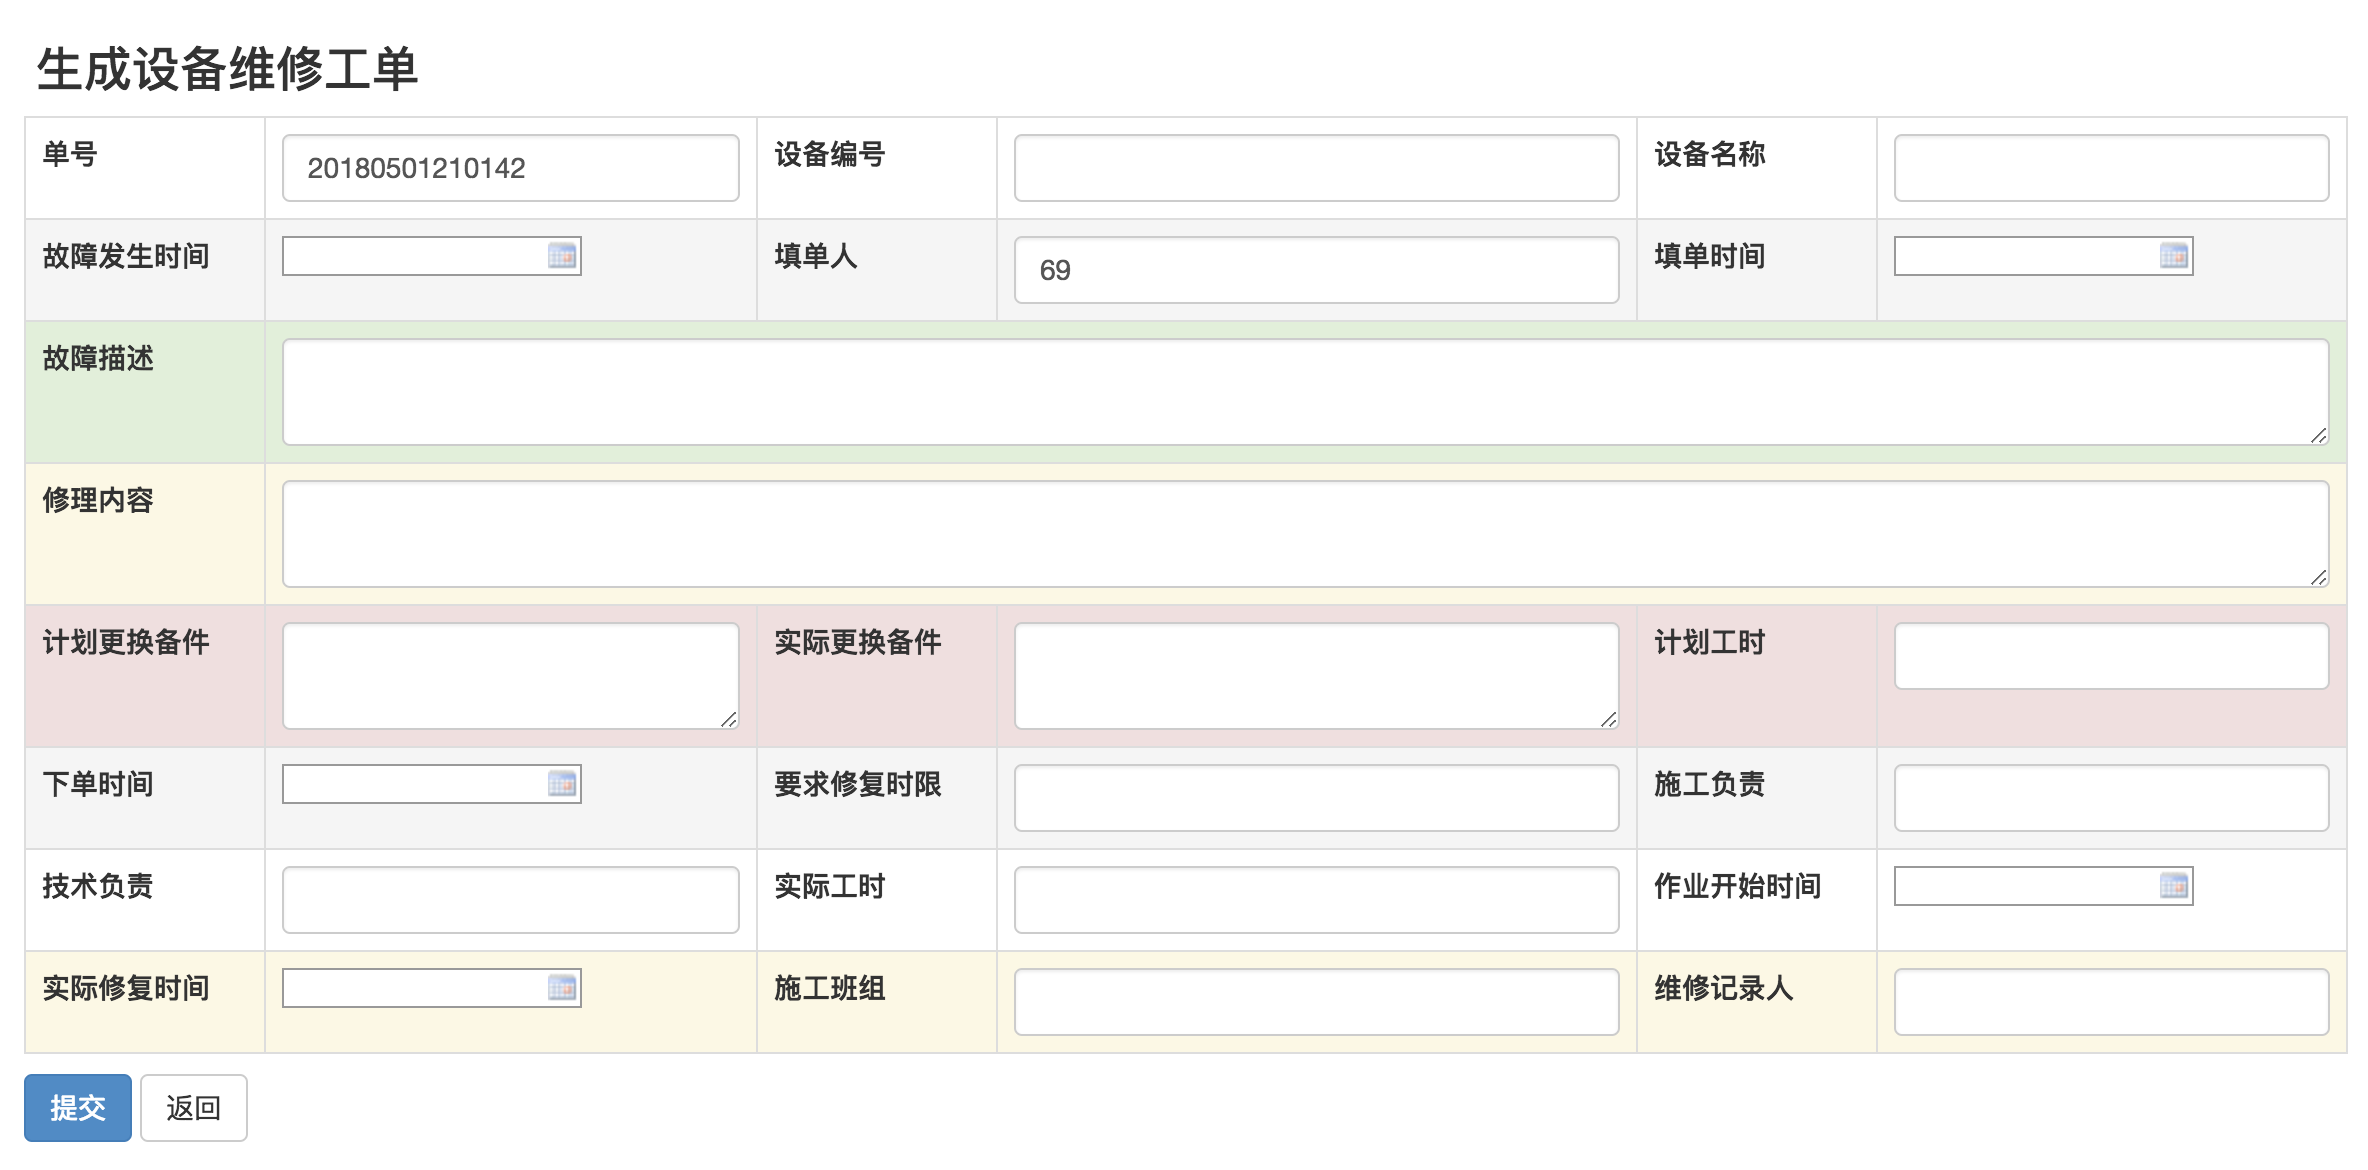 生成设备维修工单
单号 20180501210142 设备编号 设备名称
故障发生时间 填单人 69 填单时间
故障描述
修理内容
计划更换备件 实际更换备件 计划工时
下单时间 要求修复时限 施工负责
技术负责 实际工时 作业开始时间
实际修复时间 施工班组 维修记录人
提交 返回